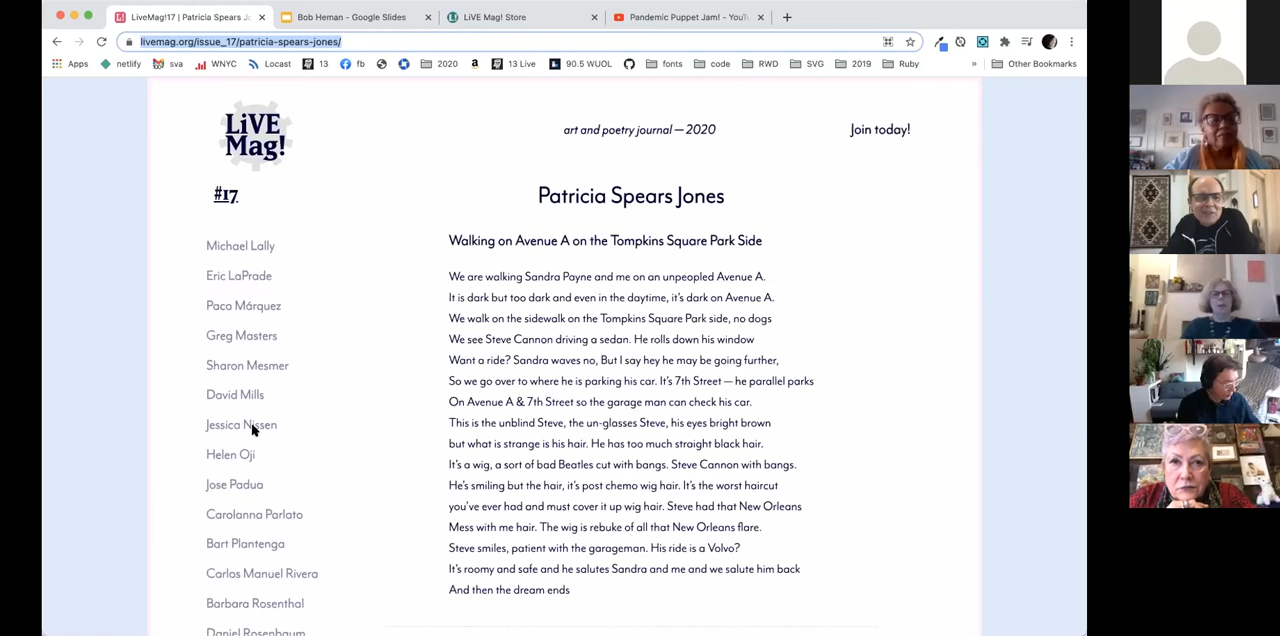 LiveMag!17 | Patricia Spears Jo
Bob Heman - Google Slides
LiVE Mag! Store
Pandemic Puppet Jam! - YouTu
livemag.org/issue_17/patricia-spears-jones/
Apps
netlify
sva
WNYC
Locast
13
fb
2020
13 Live
90.5 WUOL
fonts
code
RWD
SVG
2019
Ruby
»
Other Bookmarks
LiVE
Mag!
art and poetry journal — 2020
Join today!
#17
Michael Lally
Eric LaPrade
Paco Márquez
Greg Masters
Sharon Mesmer
David Mills
Jessica Nissen
Helen Oji
Jose Padua
Carolanna Parlato
Bart Plantenga
Carlos Manuel Rivera
Barbara Rosenthal
Daniel Rosenbaum
Patricia Spears Jones
Walking on Avenue A on the Tompkins Square Park Side
We are walking Sandra Payne and me on an unpeopled Avenue A.
It is dark but too dark and even in the daytime, it's dark on Avenue A.
We walk on the sidewalk on the Tompkins Square Park side, no dogs
We see Steve Cannon driving a sedan. He rolls down his window
Want a ride? Sandra waves no, But I say hey he may be going further,
So we go over to where he is parking his car. It's 7th Street — he parallel parks
On Avenue A & 7th Street so the garage man can check his car.
This is the unblind Steve, the un-glasses Steve, his eyes bright brown
but what is strange is his hair. He has too much straight black hair.
It's a wig, a sort of bad Beatles cut with bangs. Steve Cannon with bangs.
He's smiling but the hair, it's post chemo wig hair. It's the worst haircut
you've ever had and must cover it up wig hair. Steve had that New Orleans
Mess with me hair. The wig is rebuke of all that New Orleans flare.
Steve smiles, patient with the garageman. His ride is a Volvo?
It's roomy and safe and he salutes Sandra and me and we salute him back
And then the dream ends